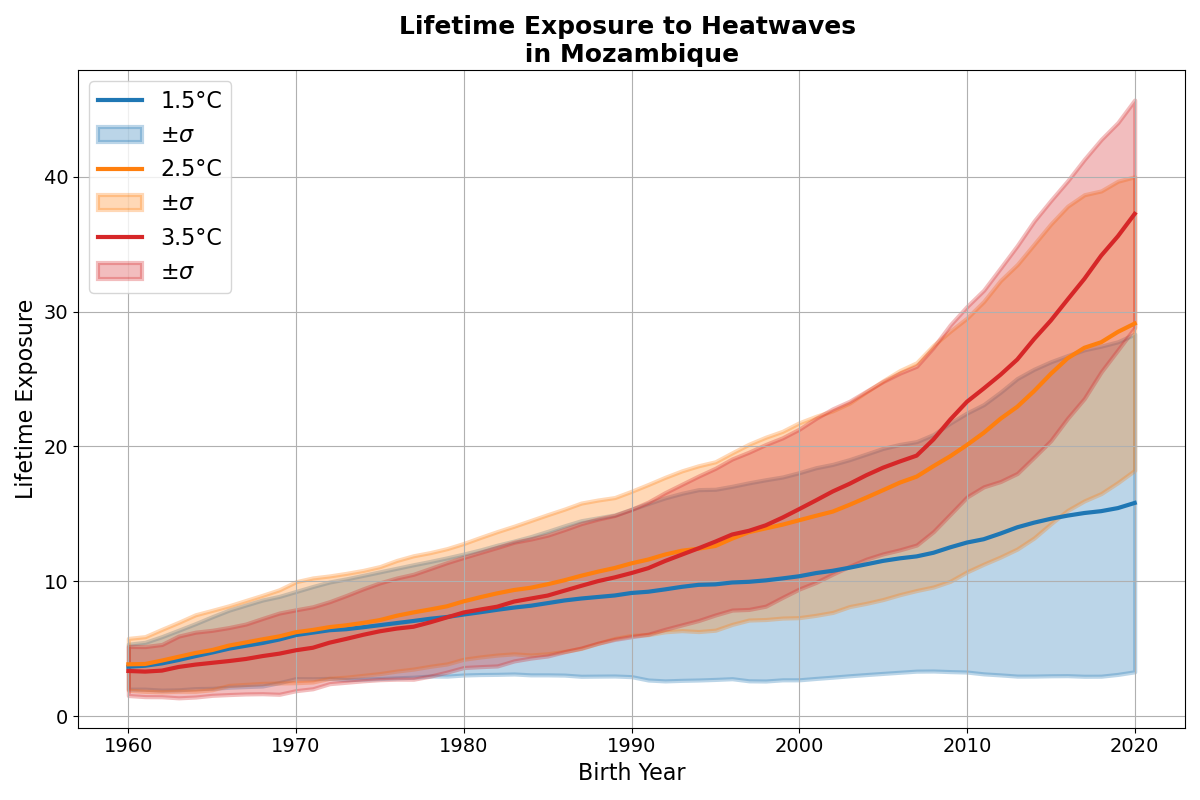 Lifetime Exposure to Heatwaves
in Mozambique
1.5°C
±σ
2.5°C
±σ
3.5°C
±σ
Lifetime Exposure
40
30
20
10
0
1960
1970
1980
1990
2000
2010
2020
Birth Year